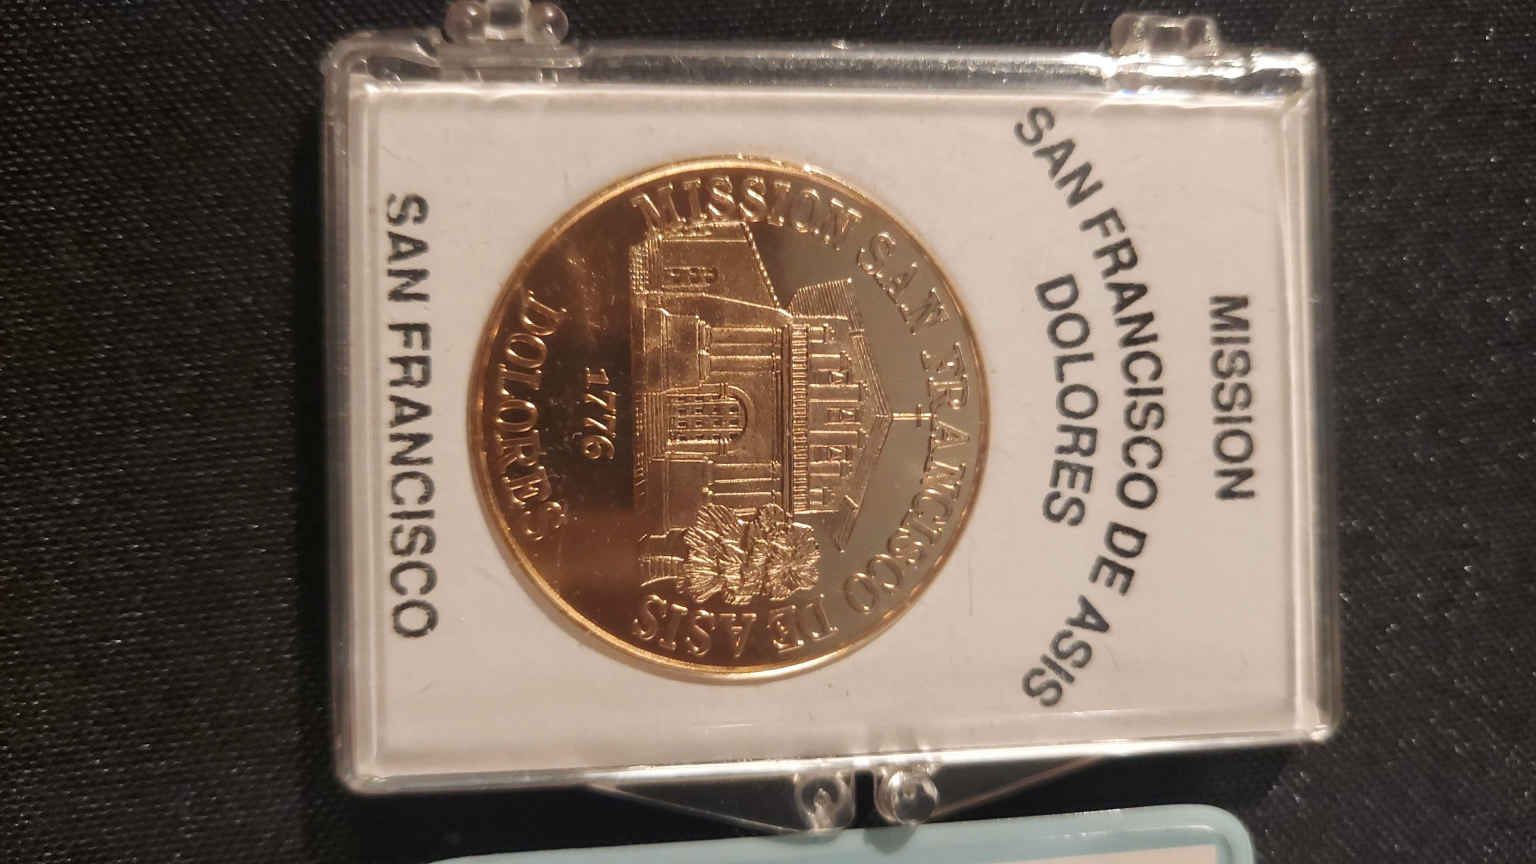 MISSION
SAN FRANCISCO DE ASIS
DOLORES
MISSION SAN FRANCISCO DE ASIS
1776
DOLORES
SAN FRANCISCO